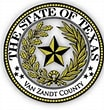 THE STATE OF TEXAS
VAN ZANDT COUNTY